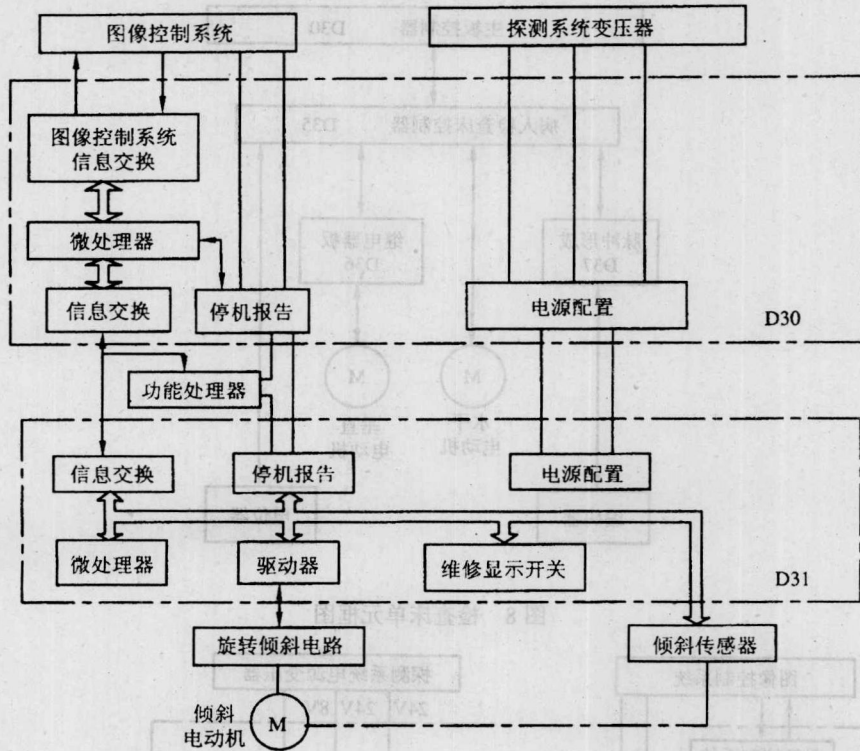 图像控制系统
探测系统变压器
图像控制系统
信息交换
微处理器
信息交换
停机报告
电源配置
D30
功能处理器
信息交换
停机报告
电源配置
微处理器
驱动器
维修显示开关
D31
旋转倾斜电路
倾斜传感器
倾斜
电动机
M